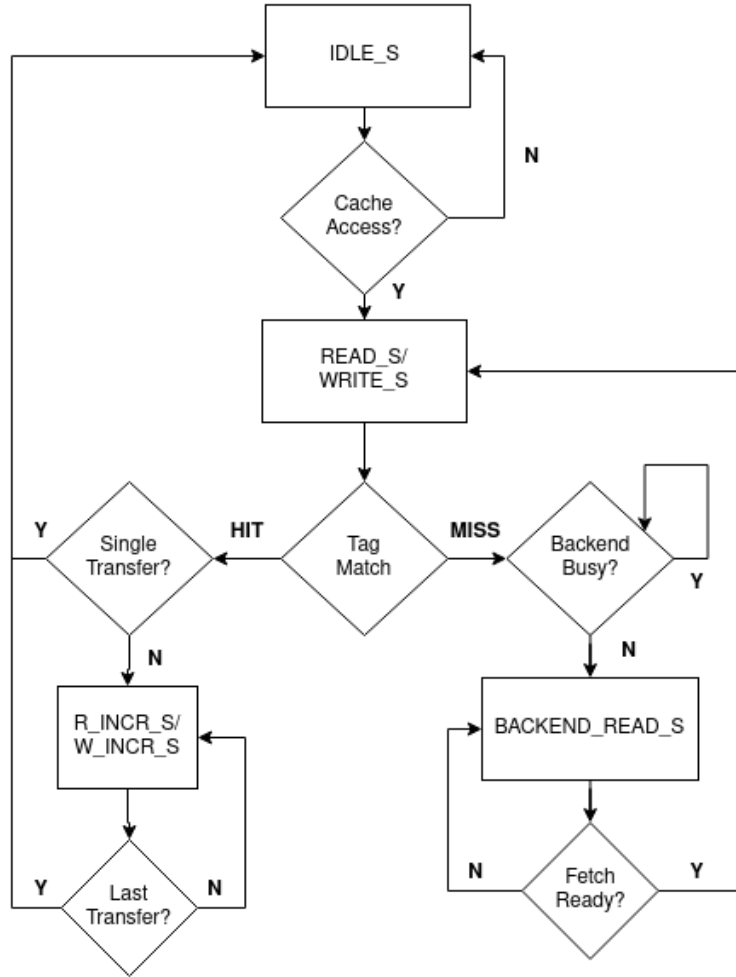 IDLE_S
N
Cache
Access?
Y
READ_S/
WRITE_S
Y
Single
Transfer?
HIT
Tag
Match
MISS
Backend
Busy?
Y
N
N
R_INCR_S/
W_INCR_S
BACKEND_READ_S
Y
Last
Transfer?
N
N
Fetch
Ready?
Y